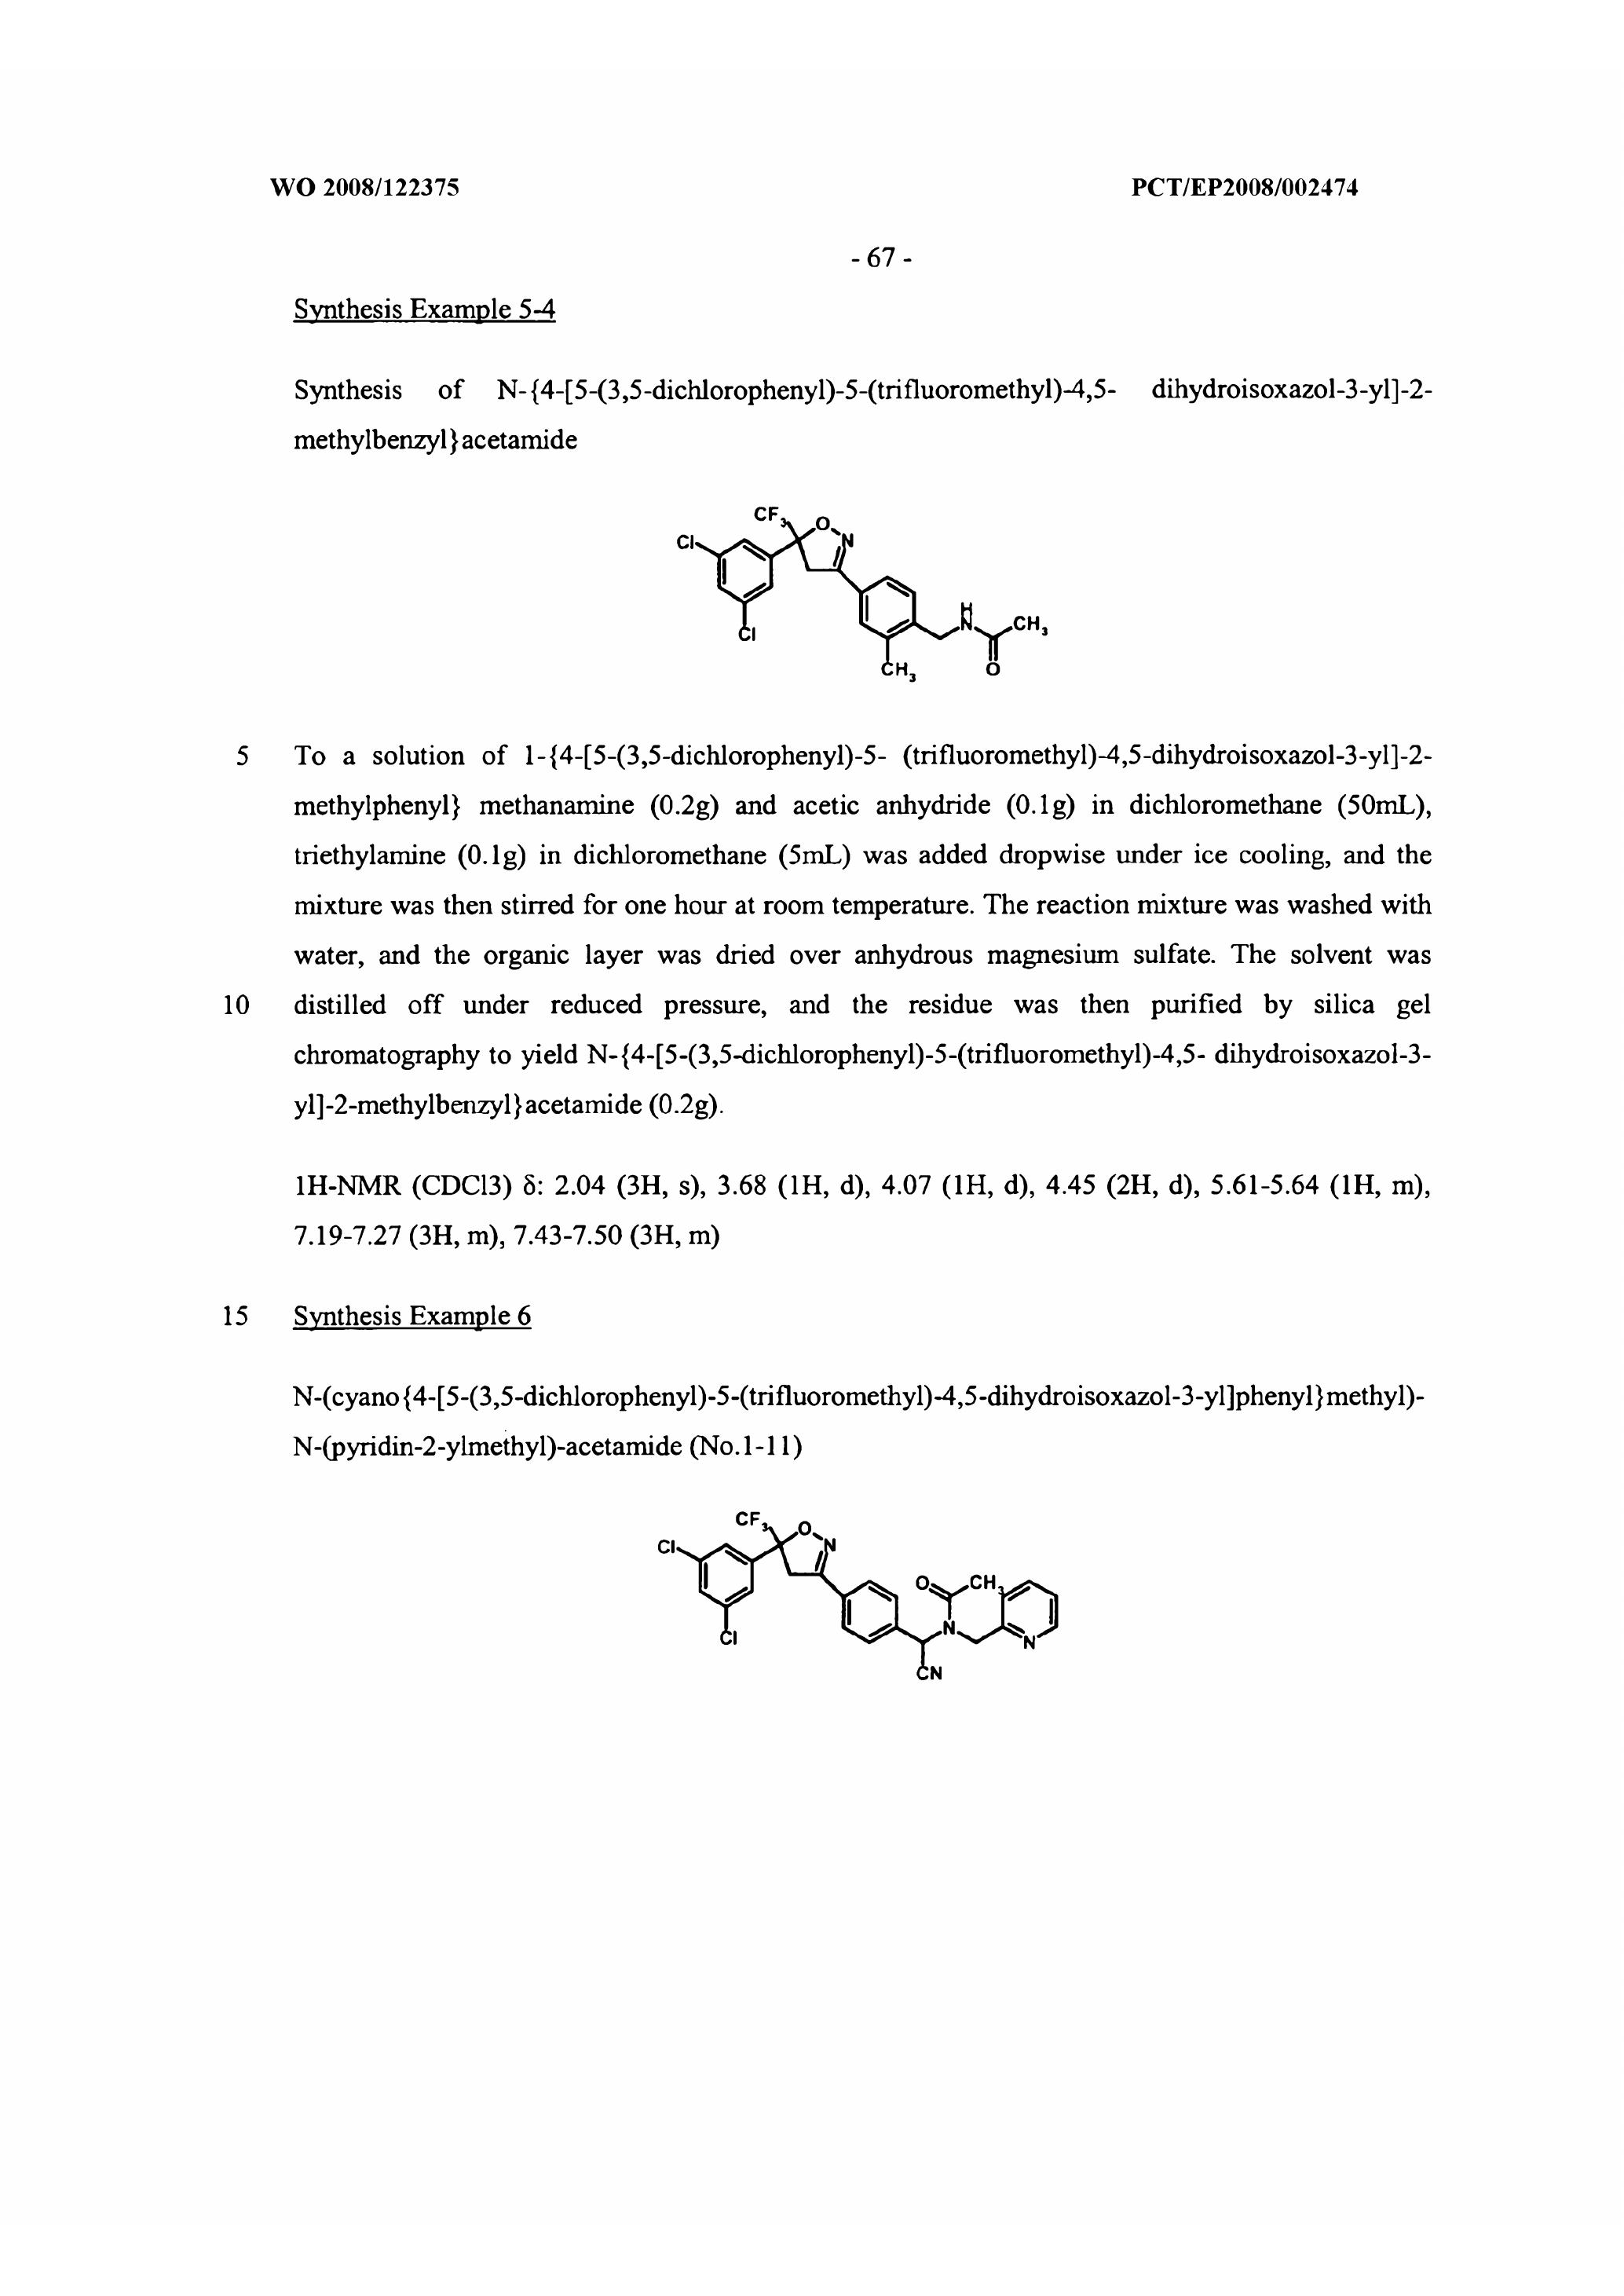 WO 2008/122375 PCT/EP2008/002474
- 67 -
Synthesis Example 5-4
Synthesis of N-{4-[5-(3,5-dichlorophenyl)-5-(trifluoromethyl)-4,5- dihydroisoxazol-3-yl]-2-
methylbenzyl}acetamide
CF3 O N
Cl
H
N CH3
Cl
CH3 O
5 To a solution of 1-{4-[5-(3,5-dichlorophenyl)-5- (trifluoromethyl)-4,5-dihydroisoxazol-3-yl]-2-
methylphenyl} methanamine (0.2g) and acetic anhydride (0.1g) in dichloromethane (50mL),
triethylamine (0.1g) in dichloromethane (5mL) was added dropwise under ice cooling, and the
mixture was then stirred for one hour at room temperature. The reaction mixture was washed with
water, and the organic layer was dried over anhydrous magnesium sulfate. The solvent was
10 distilled off under reduced pressure, and the residue was then purified by silica gel
chromatography to yield N-{4-[5-(3,5-dichlorophenyl)-5-(trifluoromethyl)-4,5- dihydroisoxazol-3-
yl]-2-methylbenzyl}acetamide (0.2g).
1H-NMR (CDCl3) δ: 2.04 (3H, s), 3.68 (1H, d), 4.07 (1H, d), 4.45 (2H, d), 5.61-5.64 (1H, m),
7.19-7.27 (3H, m), 7.43-7.50 (3H, m)
15 Synthesis Example 6
N-(cyano{4-[5-(3,5-dichlorophenyl)-5-(trifluoromethyl)-4,5-dihydroisoxazol-3-yl]phenyl}methyl)-
N-(pyridin-2-ylmethyl)-acetamide (No.1-11)
CF3 O N
Cl
O CH3
N N
Cl
CN